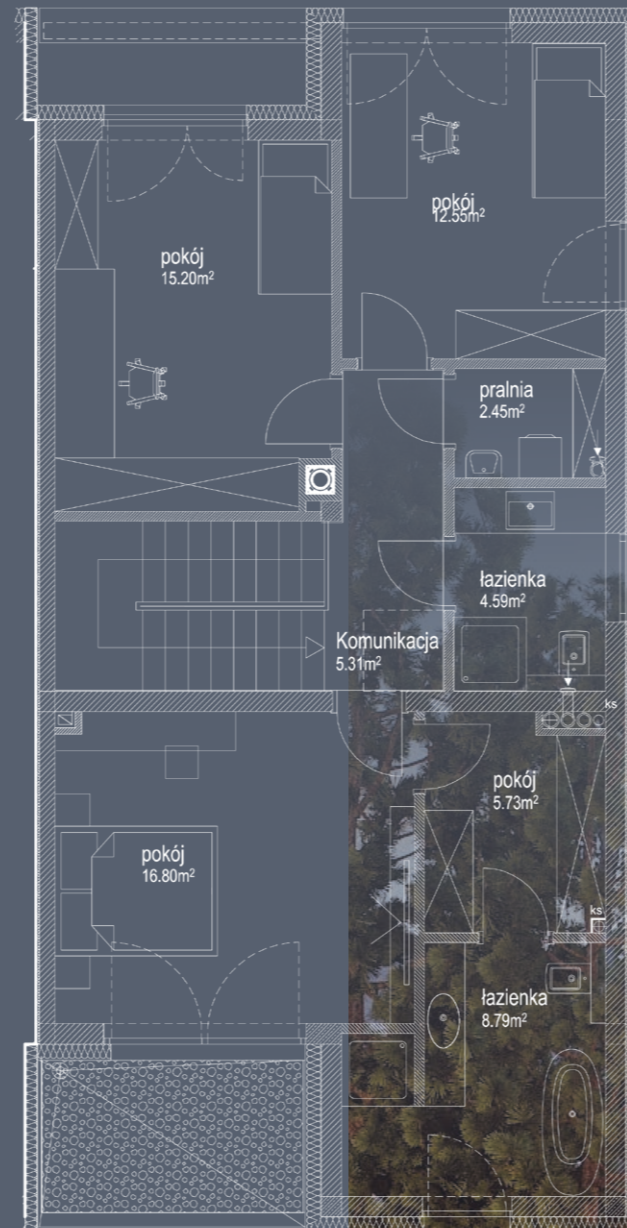 pokój
12.55m²
pokój
15.20m²
pralnia
2.45m²
łazienka
4.59m²
Komunikacja
5.31m²
ks
pokój
5.73m²
pokój
16.80m²
ks
łazienka
8.79m²